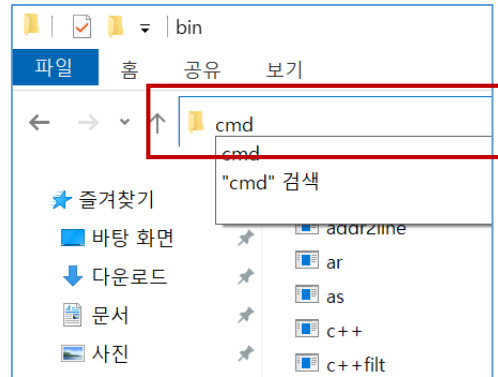 bin
파일 홈 공유 보기
cmd
cmd
"cmd" 검색
즐겨찾기
바탕 화면
다운로드
문서
사진
addr2line
ar
as
c++
c++filt